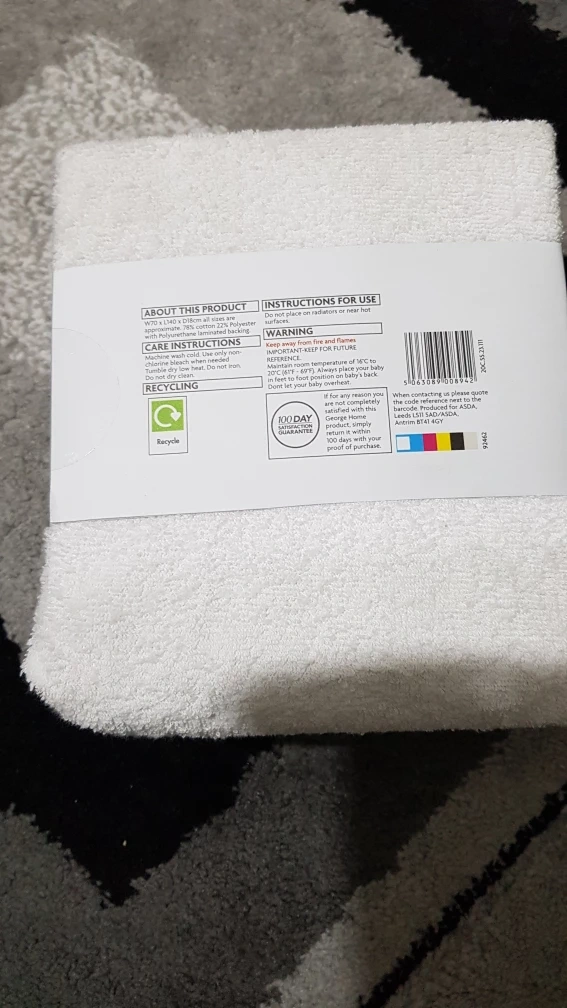 ABOUT THIS PRODUCT
W70 x L140 x D18cm all sizes are
approximate. 78% cotton 22% Polyester
with Polyurethane laminated backing.
CARE INSTRUCTIONS
Machine wash cold. Use only non-
chlorine bleach when needed
Tumble dry low heat. Do not iron.
Do not dry clean.
RECYCLING
Recycle
INSTRUCTIONS FOR USE
Do not place on radiators or near hot
surfaces.
WARNING
Keep away from fire and flames
IMPORTANT-KEEP FOR FUTURE
REFERENCE.
Maintain room temperature of 16°C to
20°C (61°F - 69°F). Always place your baby
in feet to foot position on baby's back.
Dont let your baby overheat.
100 DAY
SATISFACTION
GUARANTEE
If for any reason you
are not completely
satisfied with this
George Home
product, simply
return it within
100 days with your
proof of purchase.
5 063089 008942
20C.55.23.111
When contacting us please quote
the code reference next to the
barcode. Produced for ASDA,
Leeds LS11 5AD/ASDA,
Antrim BT41 4GY
92462